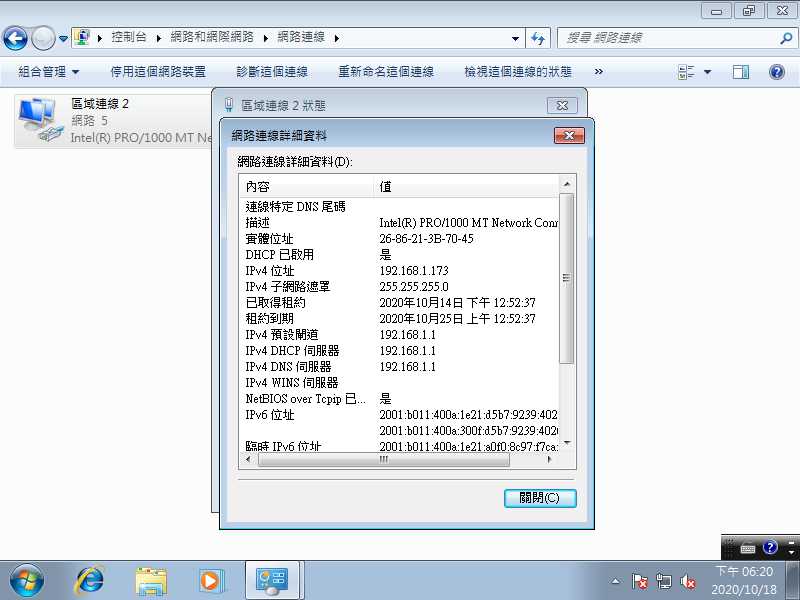 控制台 網路和網際網路 網路連線
搜尋 網路連線
組合管理 停用這個網路裝置 診斷這個連線 重新命名這個連線 檢視這個連線的狀態 »
區域連線 2
網路 5
Intel(R) PRO/1000 MT Ne
區域連線 2 狀態
網路連線詳細資料
網路連線詳細資料(D):
內容 值
連線特定 DNS 尾碼
描述 Intel(R) PRO/1000 MT Network Conn
實體位址 26-86-21-3B-70-45
DHCP 已啟用 是
IPv4 位址 192.168.1.173
IPv4 子網路遮罩 255.255.255.0
已取得租約 2020年10月14日 下午 12:52:37
租約到期 2020年10月25日 上午 12:52:37
IPv4 預設閘道 192.168.1.1
IPv4 DHCP 伺服器 192.168.1.1
IPv4 DNS 伺服器 192.168.1.1
IPv4 WINS 伺服器
NetBIOS over Tcpip 已... 是
IPv6 位址 2001:b011:400a:1e21:d5b7:9239:402
2001:b011:400a:300f:d5b7:9239:402
臨時 IPv6 位址 2001:b011:400a:1e21:a0f0:8c97:f7ca:
關閉(C)
下午 06:20
2020/10/18